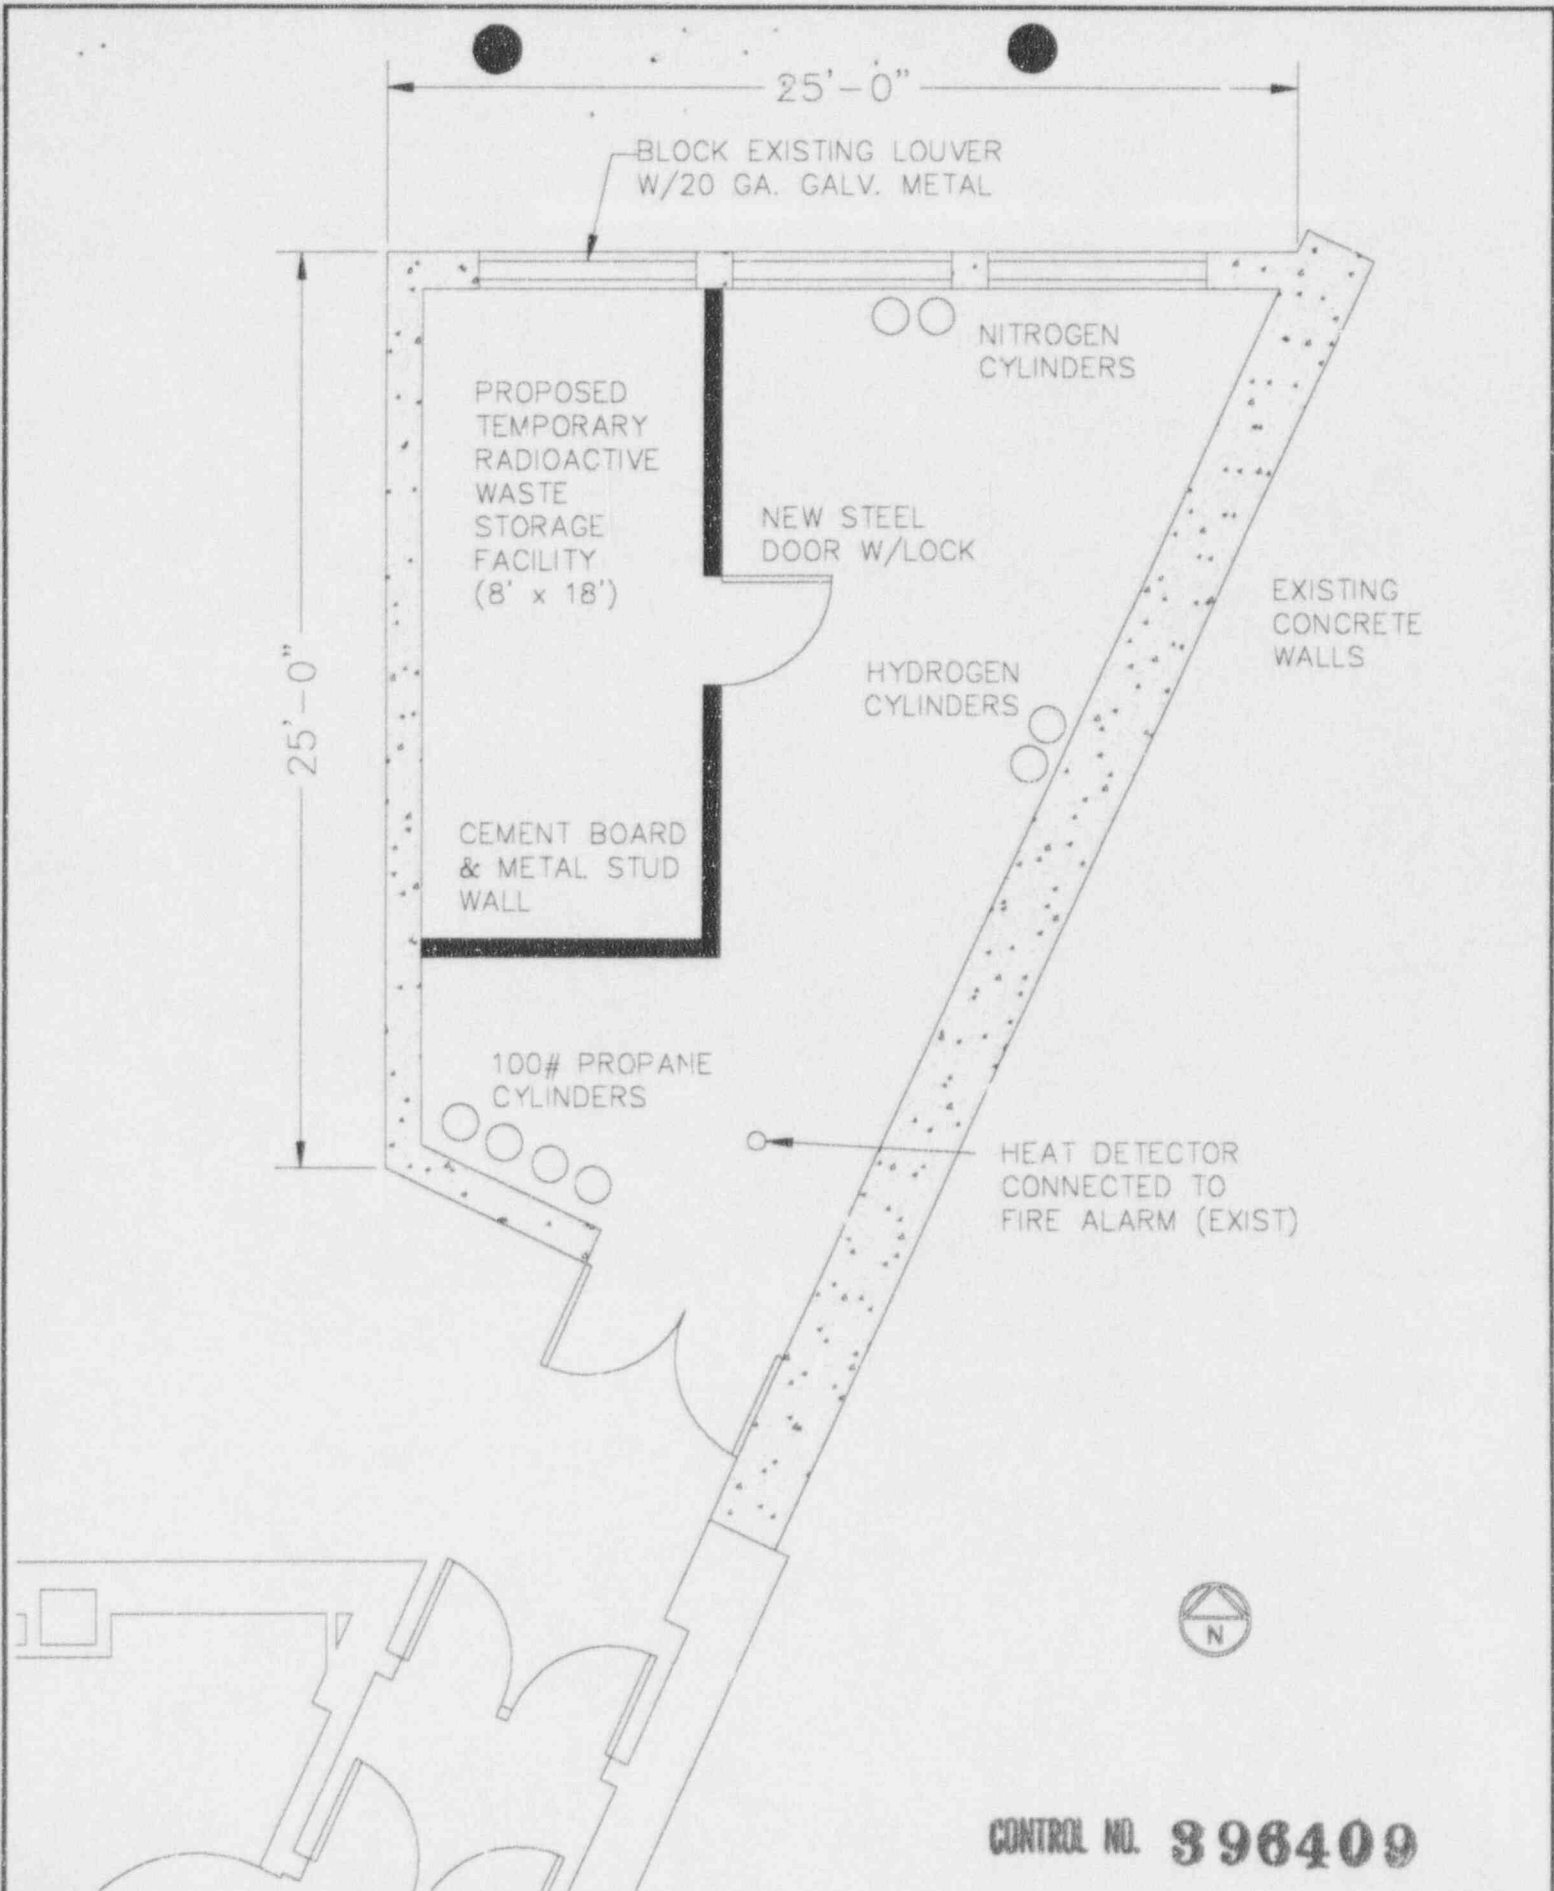 25'-0"
BLOCK EXISTING LOUVER
W/20 GA. GALV. METAL
NITROGEN
CYLINDERS
PROPOSED
TEMPORARY
RADIOACTIVE
WASTE
STORAGE
FACILITY
(8' x 18')
NEW STEEL
DOOR W/LOCK
EXISTING
CONCRETE
WALLS
25'-0"
HYDROGEN
CYLINDERS
CEMENT BOARD
& METAL STUD
WALL
100# PROPANE
CYLINDERS
HEAT DETECTOR
CONNECTED TO
FIRE ALARM (EXIST)
N
CONTROL NO. 396409